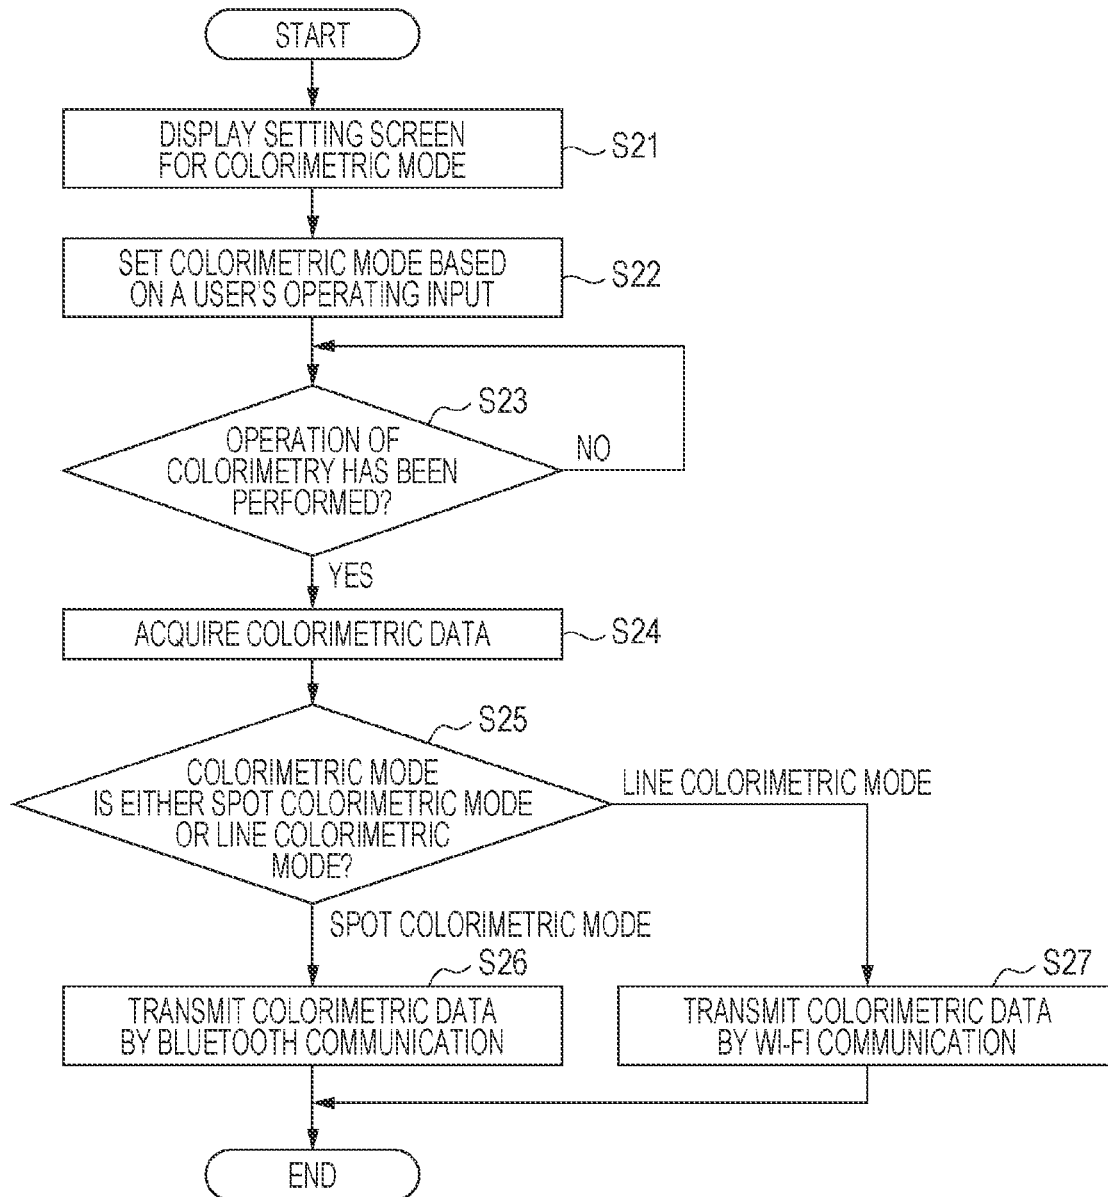 START
DISPLAY SETTING SCREEN
FOR COLORIMETRIC MODE
S21
SET COLORIMETRIC MODE BASED
ON A USER'S OPERATING INPUT
S22
S23
OPERATION OF
COLORIMETRY HAS BEEN
PERFORMED?
NO
YES
ACQUIRE COLORIMETRIC DATA
S24
S25
COLORIMETRIC MODE
IS EITHER SPOT COLORIMETRIC MODE
OR LINE COLORIMETRIC
MODE?
LINE COLORIMETRIC MODE
SPOT COLORIMETRIC MODE
S26
TRANSMIT COLORIMETRIC DATA
BY BLUETOOTH COMMUNICATION
S27
TRANSMIT COLORIMETRIC DATA
BY WI-FI COMMUNICATION
END